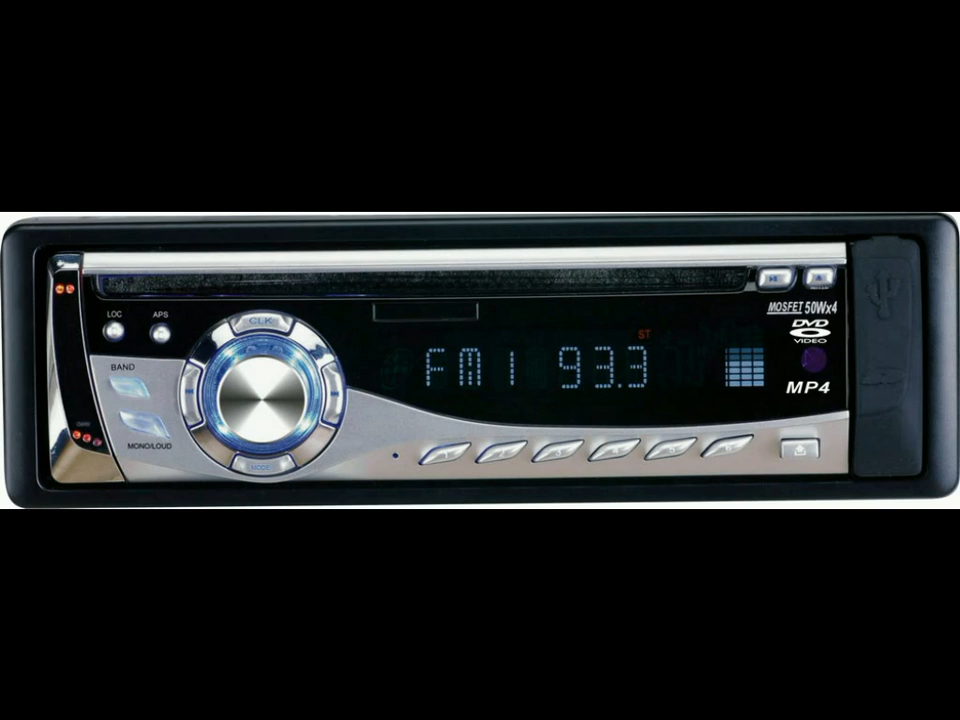 LOC
APS
CLK
MOSFET 50Wx4
DVD
VIDEO
ST
FM1 93.3
BAND
MP4
MONO/LOUD
MODE